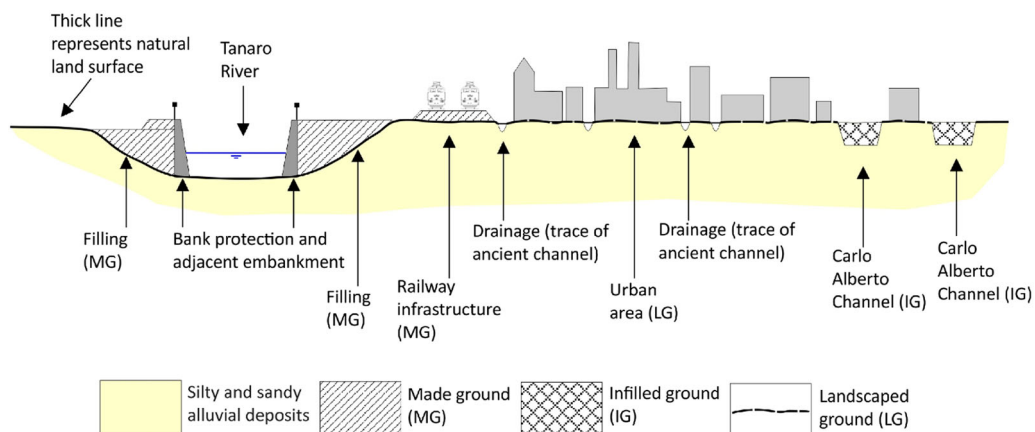 Thick line
represents natural
land surface
Tanaro
River
Filling
(MG)
Bank protection and
adjacent embankment
Filling
(MG)
Railway
infrastructure
(MG)
Drainage (trace of
ancient channel)
Urban
area (LG)
Drainage (trace of
ancient channel)
Carlo
Alberto
Channel (IG)
Carlo
Alberto
Channel (IG)
Silty and sandy
alluvial deposits
Made ground
(MG)
Infilled ground
(IG)
Landscaped
ground (LG)